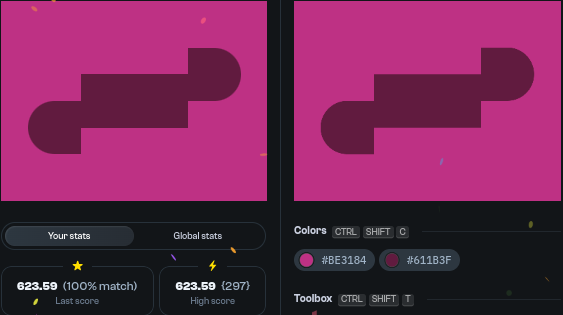 Your stats
Global stats
623.59 (100% match)
Last score
623.59 {297}
High score
Colors CTRL SHIFT C
#BE3184
#611B3F
Toolbox CTRL SHIFT T